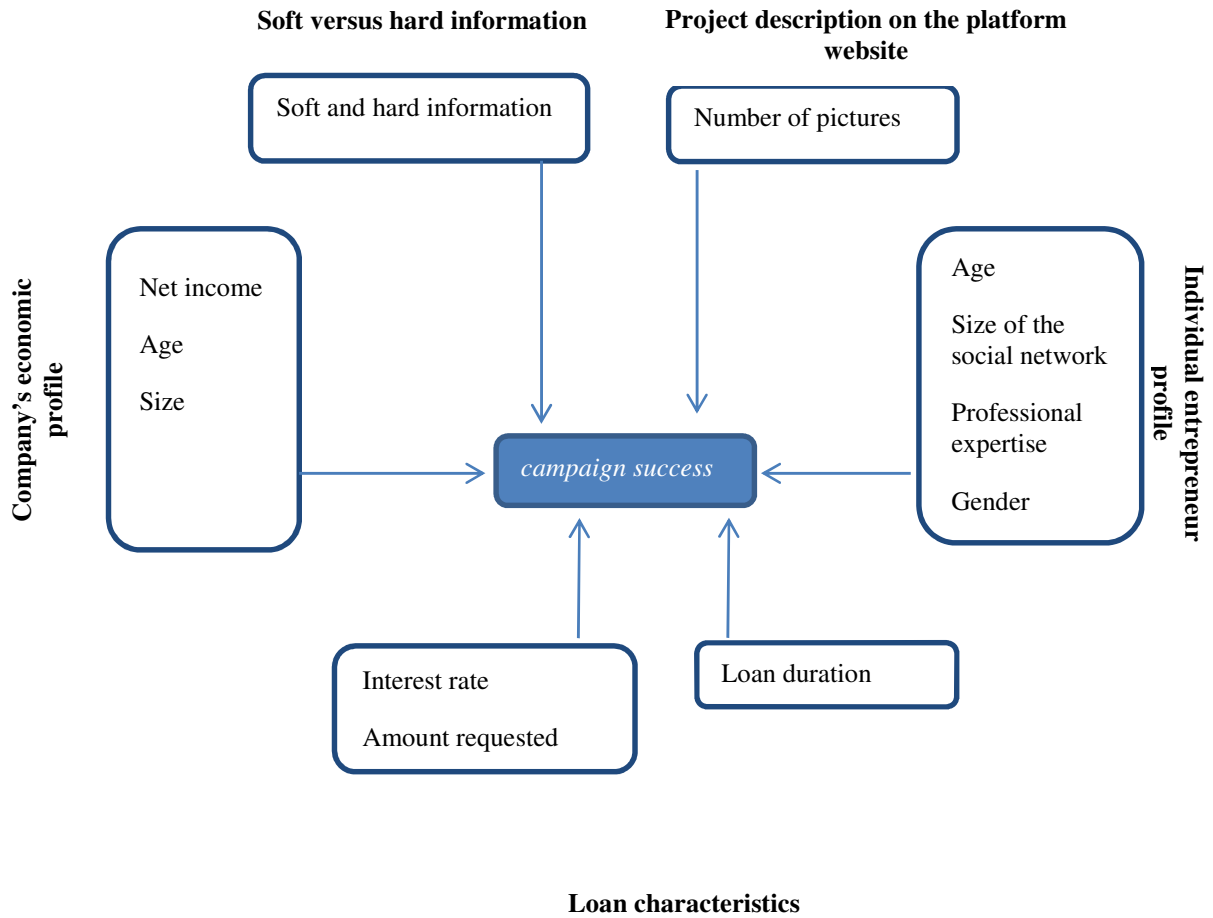 Soft versus hard information
Project description on the platform
website
Soft and hard information
Number of pictures
Company's economic
profile
Net income
Age
Size
campaign success
Age
Size of the
social network
Professional
expertise
Gender
Individual entrepreneur
profile
Interest rate
Amount requested
Loan duration
Loan characteristics